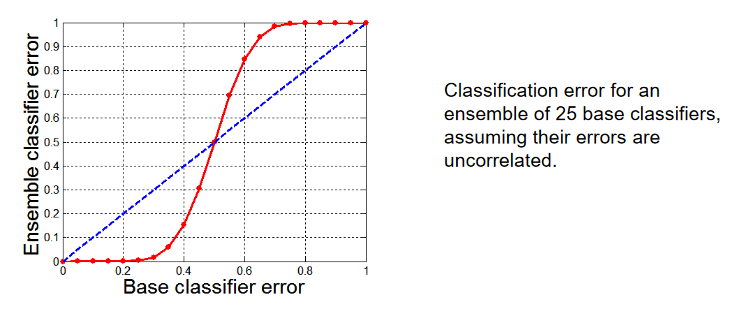 1
0.9
0.8
0.7
0.6
0.5
0.4
0.3
0.2
0.1
0
0 0.2 0.4 0.6 0.8 1
Ensemble classifier error
Base classifier error
Classification error for an
ensemble of 25 base classifiers,
assuming their errors are
uncorrelated.